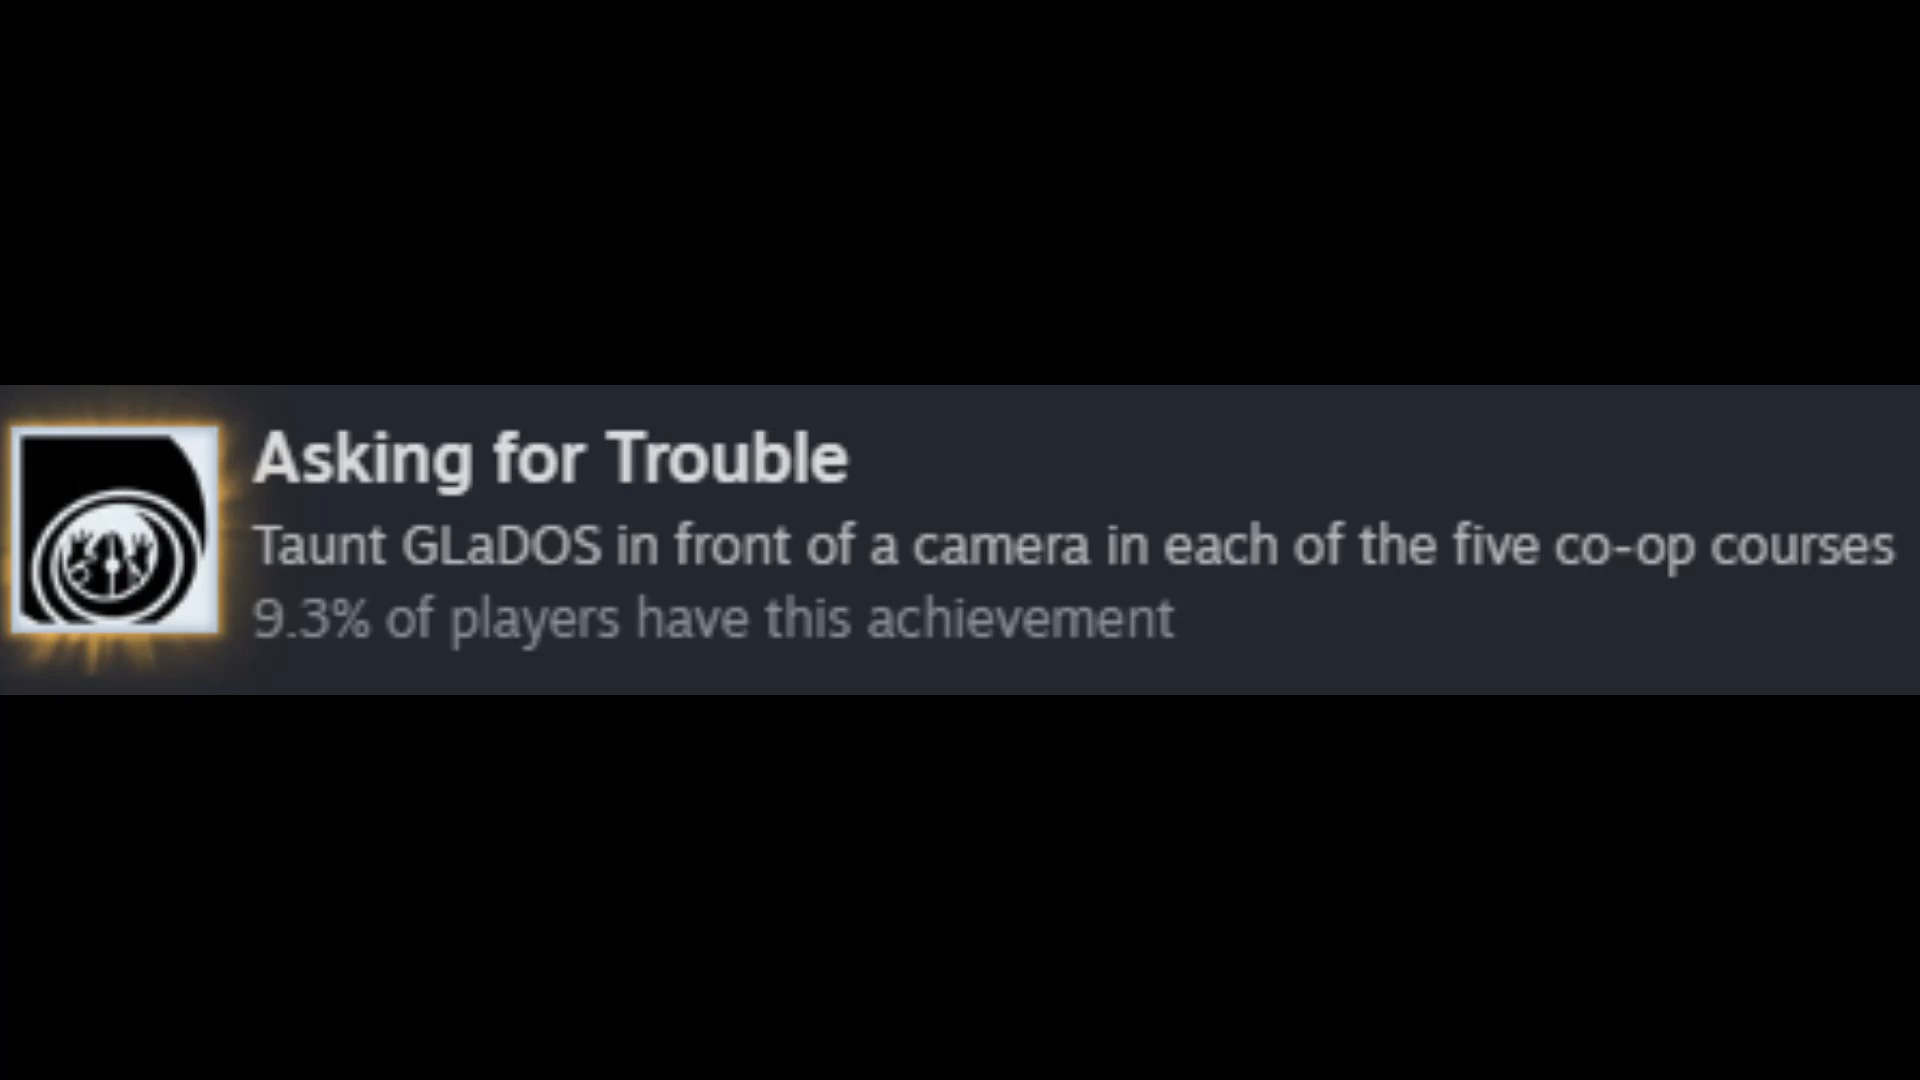 Asking for Trouble
Taunt GLaDOS in front of a camera in each of the five co-op courses
9.3% of players have this achievement